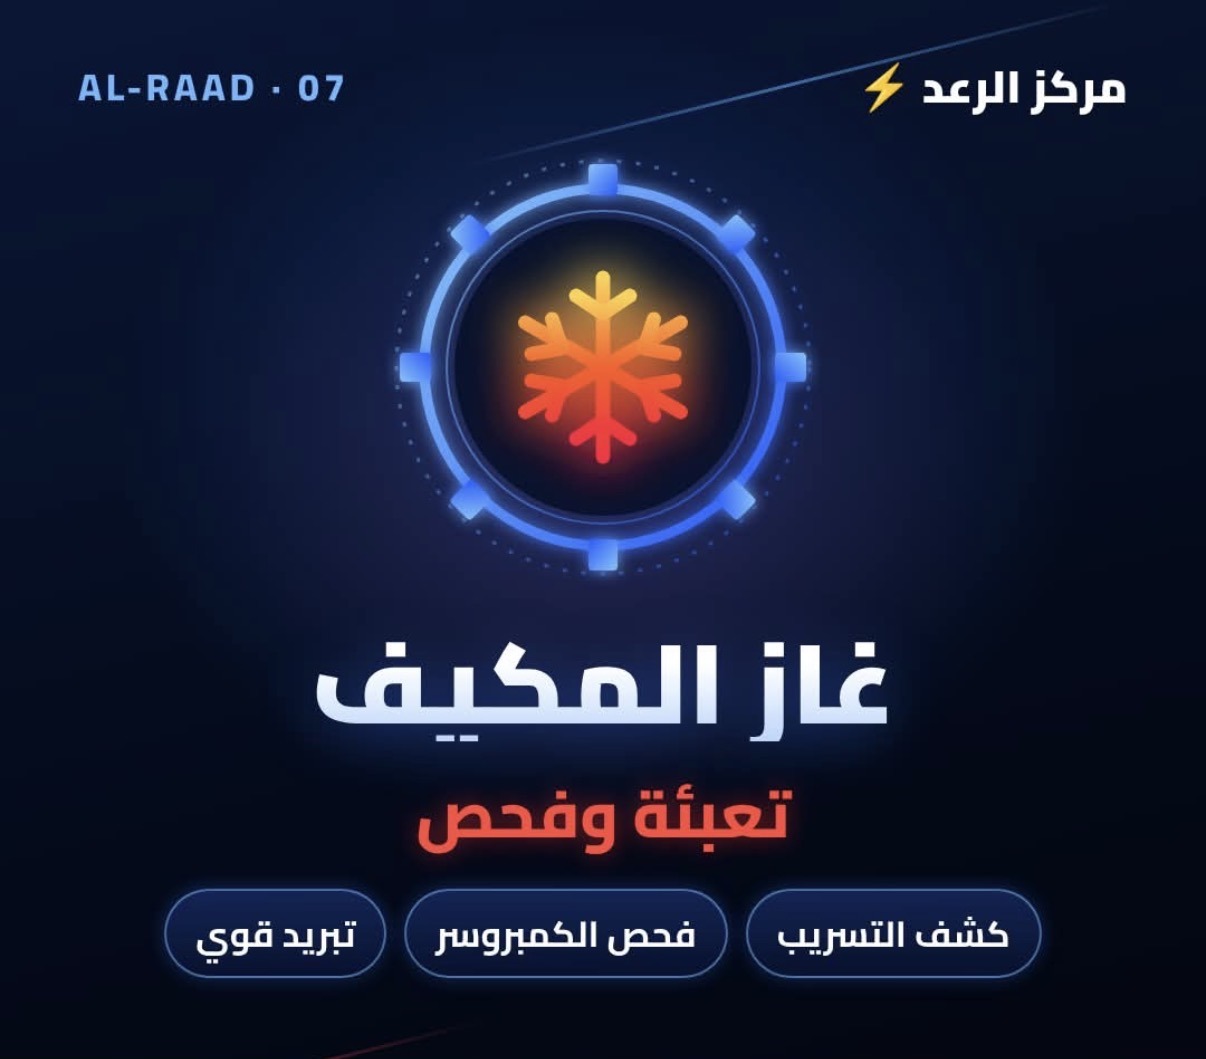 مركز الرعد ⚡
AL-RAAD · 07
غاز المكيف
تعبئة وفحص
كشف التسريب
فحص الكمبروسر
تبريد قوي